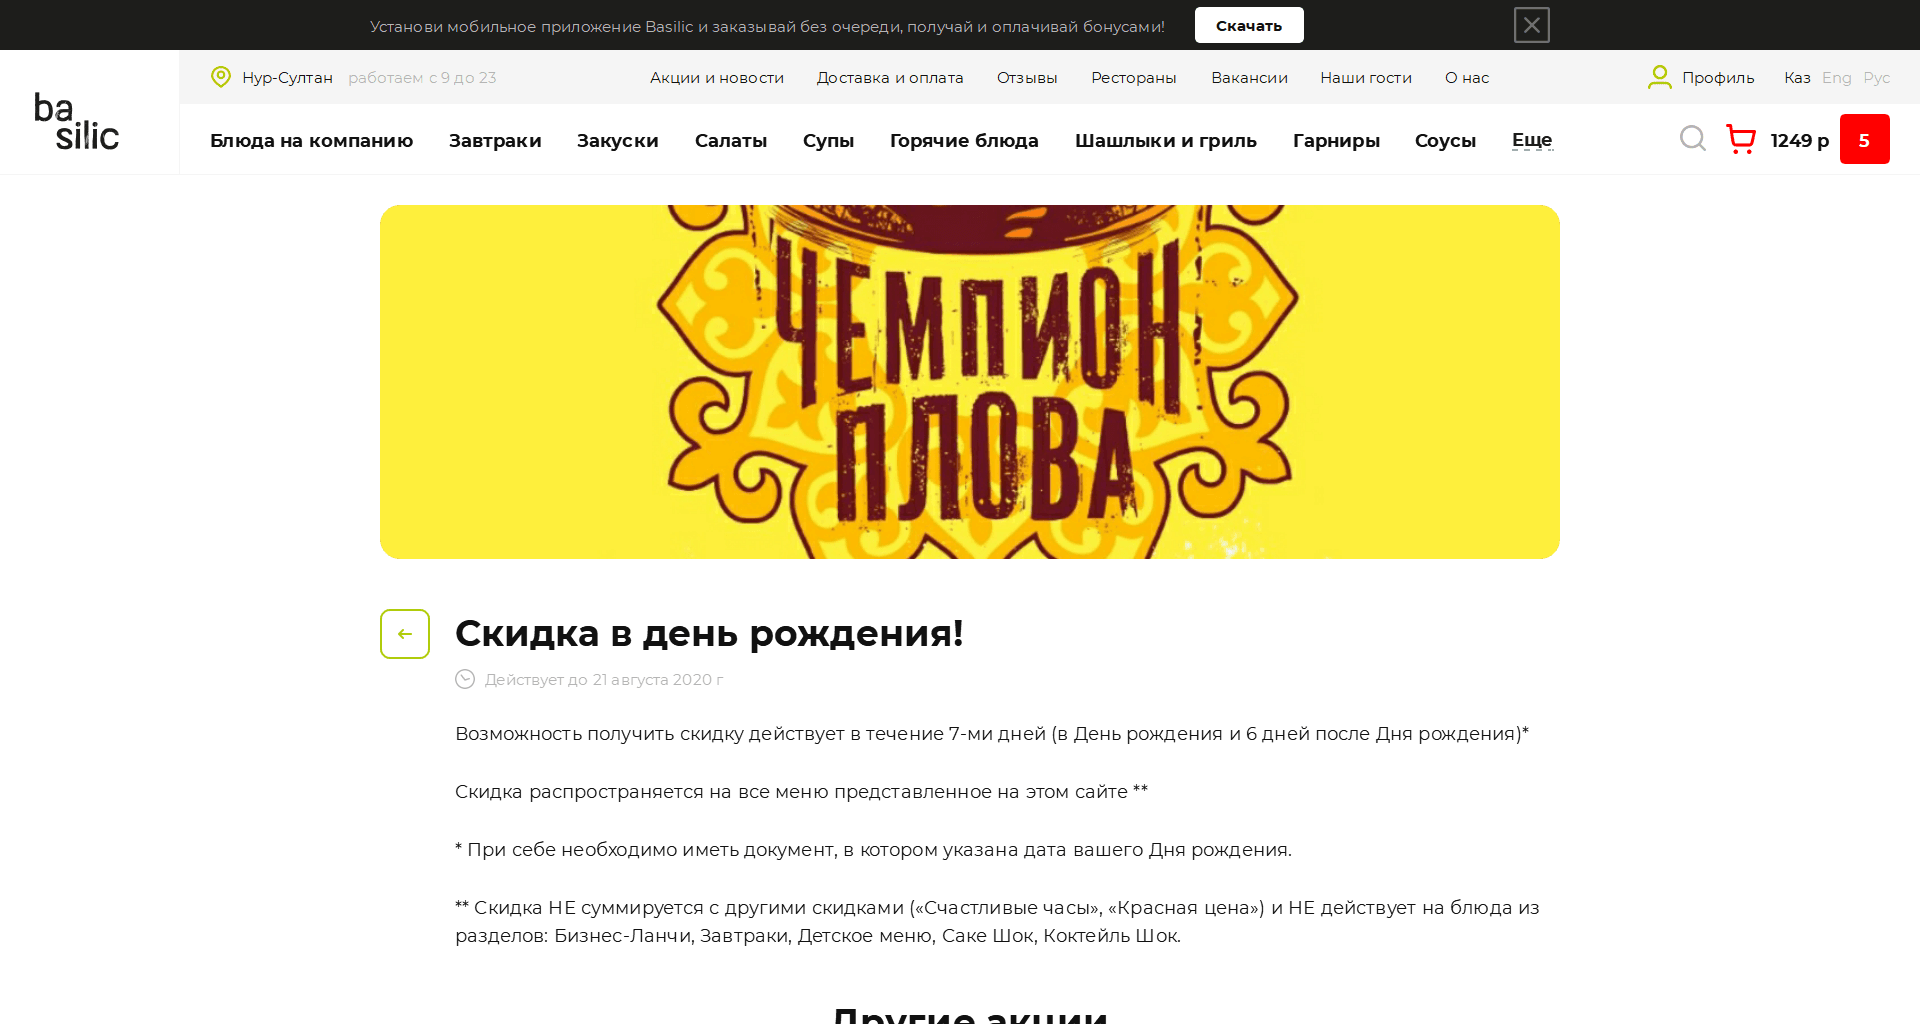 Установи мобильное приложение Basilic и заказывай без очереди, получай и оплачивай бонусами!
Скачать
ba
silic
Нур-Султан
работаем с 9 до 23
Акции и новости
Доставка и оплата
Отзывы
Рестораны
Вакансии
Наши гости
О нас
Профиль
Каз
Eng
Рус
Блюда на компанию
Завтраки
Закуски
Салаты
Супы
Горячие блюда
Шашлыки и гриль
Гарниры
Соусы
Еще
1249 р
5
ЧЕМПИОН
ПЛОВА
Скидка в день рождения!
Действует до 21 августа 2020 г
Возможность получить скидку действует в течение 7-ми дней (в День рождения и 6 дней после Дня рождения)*
Скидка распространяется на все меню представленное на этом сайте **
* При себе необходимо иметь документ, в котором указана дата вашего Дня рождения.
** Скидка НЕ суммируется с другими скидками («Счастливые часы», «Красная цена») и НЕ действует на блюда из
разделов: Бизнес-Ланчи, Завтраки, Детское меню, Саке Шок, Коктейль Шок.
Другие акции